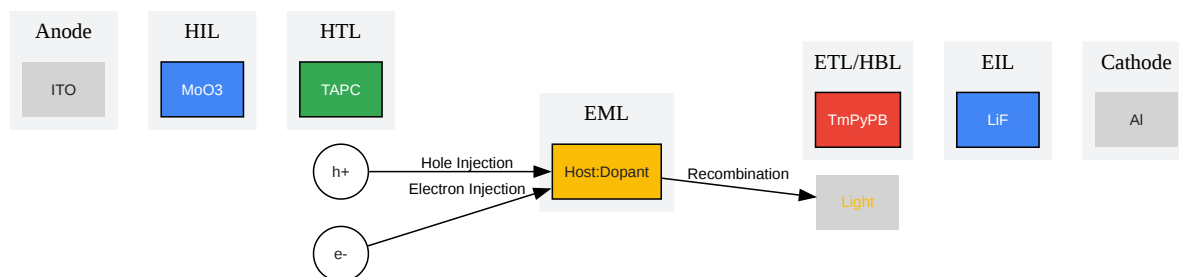 Anode
ITO
HIL
MoO3
HTL
TAPC
h+
e-
Hole Injection
Electron Injection
EML
Host:Dopant
Recombination
ETL/HBL
TmPyPB
Light
EIL
LiF
Cathode
Al